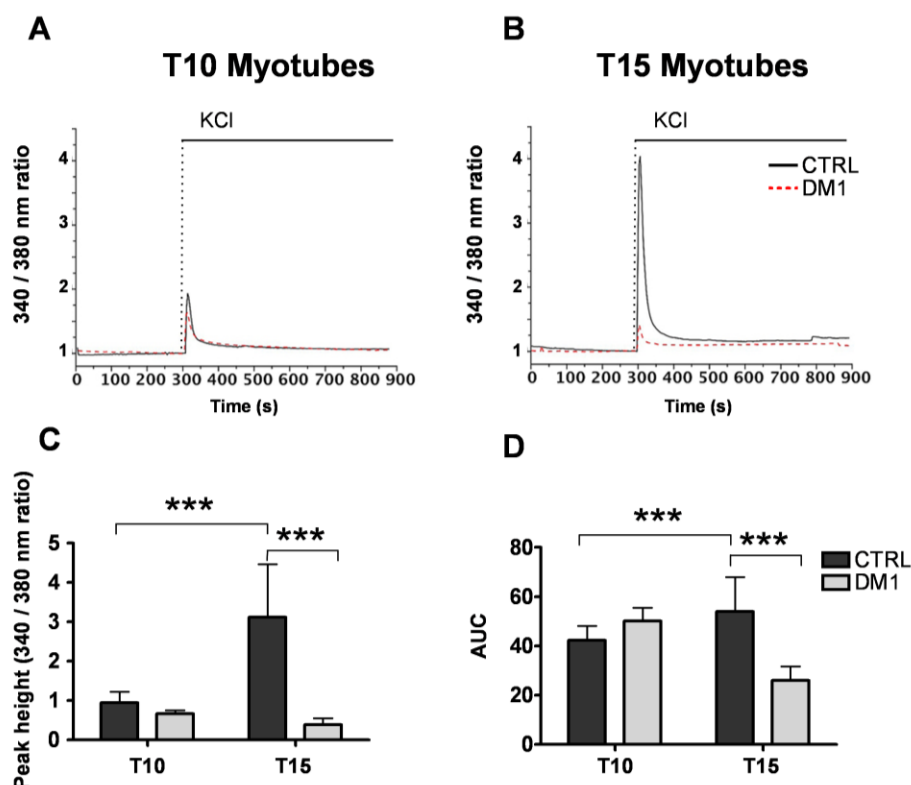 A
T10 Myotubes
KCl
340 / 380 nm ratio
4
3
2
1
0 100 200 300 400 500 600 700 800 900
Time (s)
B
T15 Myotubes
KCl
CTRL
DM1
340 / 380 nm ratio
4
3
2
1
0 100 200 300 400 500 600 700 800 900
Time (s)
C
Peak height (340 / 380 nm ratio)
***
***
5
4
3
2
1
0
T10 T15
D
AUC
***
***
CTRL
DM1
80
60
40
20
0
T10 T15